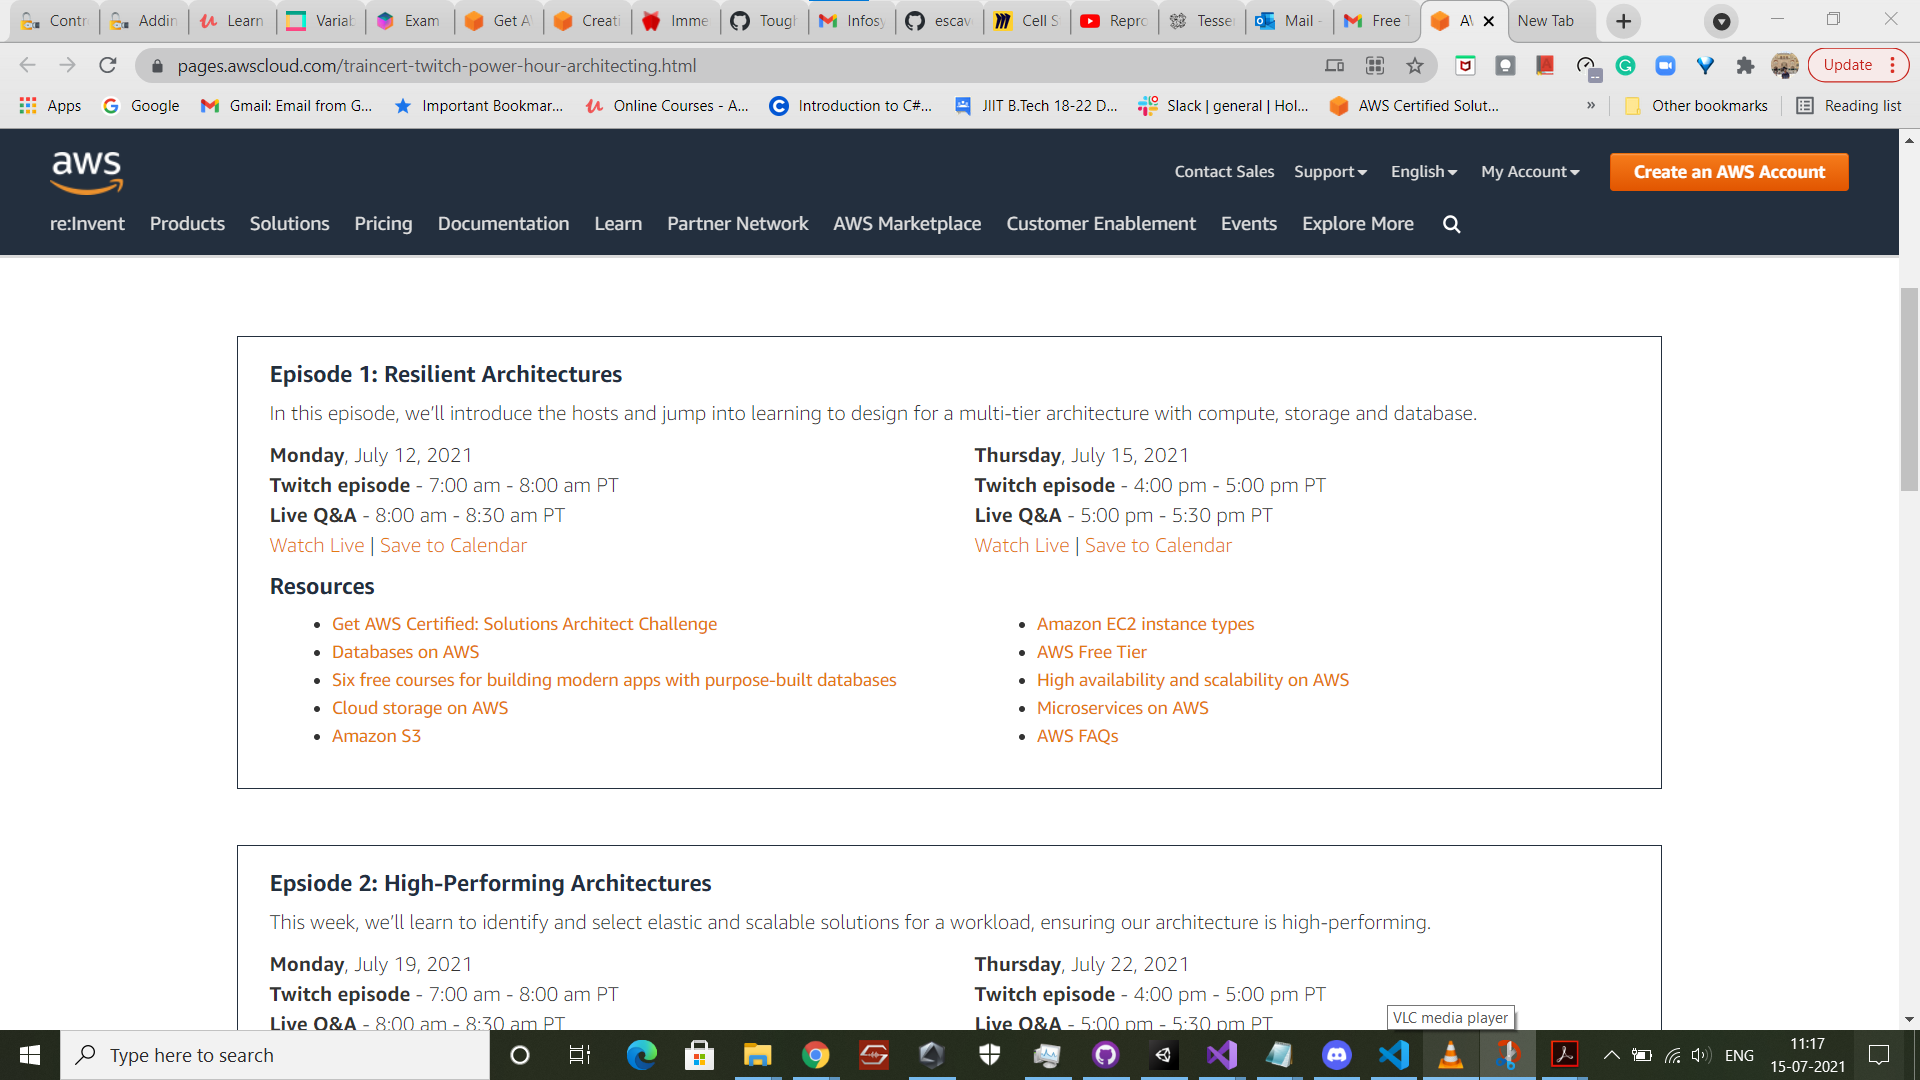 Contr
Addin
Learn
Variab
Exam
Get A
Creati
Imme
Tough
Infosy
escav
Cell S
Repro
Tesse
Mail -
Free T
New Tab
pages.awscloud.com/traincert-twitch-power-hour-architecting.html
Update
Apps
Google
Gmail: Email from G...
Important Bookmar...
Online Courses - A...
Introduction to C#...
JIIT B.Tech 18-22 D...
Slack | general | Hol...
AWS Certified Solut...
»
Other bookmarks
Reading list
aws
Contact Sales
Support
English
My Account
Create an AWS Account
re:Invent
Products
Solutions
Pricing
Documentation
Learn
Partner Network
AWS Marketplace
Customer Enablement
Events
Explore More
Episode 1: Resilient Architectures
In this episode, we’ll introduce the hosts and jump into learning to design for a multi-tier architecture with compute, storage and database.
Monday, July 12, 2021
Twitch episode - 7:00 am - 8:00 am PT
Live Q&A - 8:00 am - 8:30 am PT
Watch Live | Save to Calendar
Thursday, July 15, 2021
Twitch episode - 4:00 pm - 5:00 pm PT
Live Q&A - 5:00 pm - 5:30 pm PT
Watch Live | Save to Calendar
Resources
• Get AWS Certified: Solutions Architect Challenge
• Databases on AWS
• Six free courses for building modern apps with purpose-built databases
• Cloud storage on AWS
• Amazon S3
• Amazon EC2 instance types
• AWS Free Tier
• High availability and scalability on AWS
• Microservices on AWS
• AWS FAQs
Epsiode 2: High-Performing Architectures
This week, we’ll learn to identify and select elastic and scalable solutions for a workload, ensuring our architecture is high-performing.
Monday, July 19, 2021
Twitch episode - 7:00 am - 8:00 am PT
Live Q&A - 8:00 am - 8:30 am PT
Thursday, July 22, 2021
Twitch episode - 4:00 pm - 5:00 pm PT
Live Q&A - 5:00 pm - 5:30 pm PT
VLC media player
Type here to search
ENG
11:17
15-07-2021